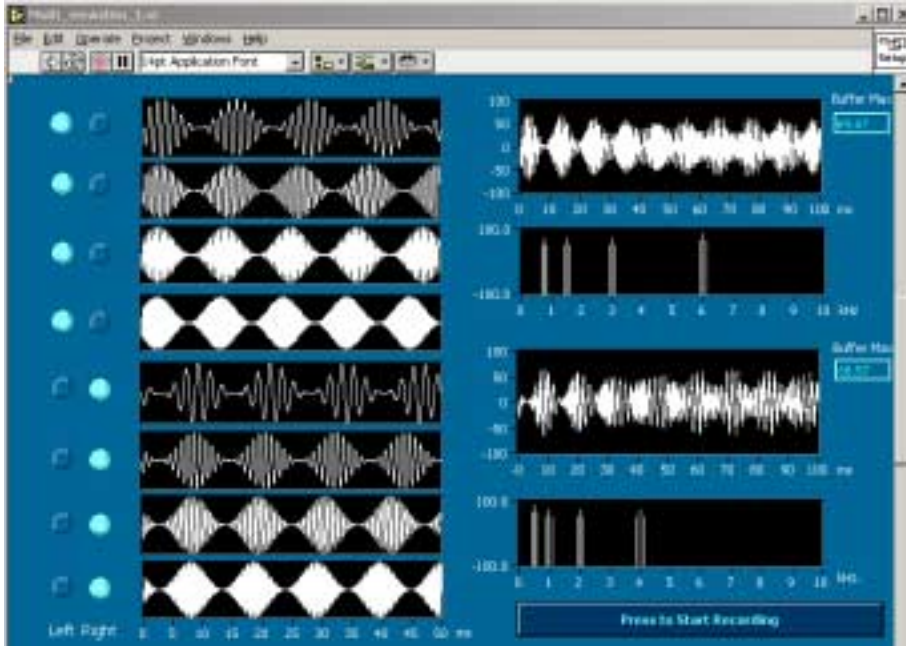 File Edit Operate Project Windows Help
14pt Application Font
Buffer Max
100
50
0
-50
-100
0 10 20 30 40 50 60 70 80 90 100 ms
100.0
-100.0
0 1 2 3 4 5 6 7 8 9 10 kHz
Buffer Max
100
50
0
-50
-100
-0 10 20 30 40 50 60 70 80 90 100 ms
100.0
-100.0
0 1 2 3 4 5 6 7 8 9 10 kHz
Press to Start Recording
Left Right 0 5 10 15 20 25 30 35 40 45 50 ms